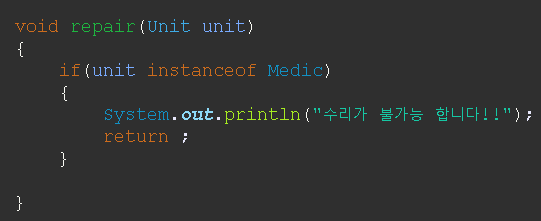 void repair(Unit unit)
{
if(unit instanceof Medic)
{
System.out.println("수리가 불가능 합니다!!");
return ;
}
}